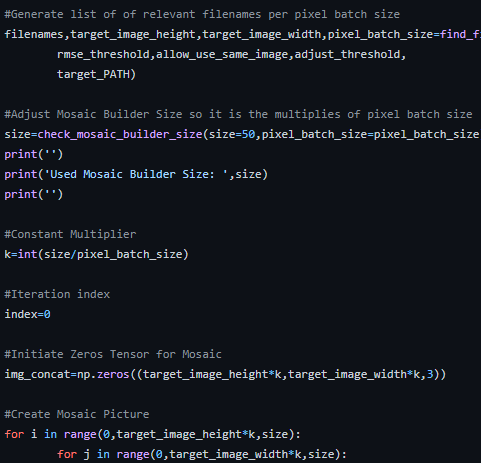 #Generate list of of relevant filenames per pixel batch size
filenames,target_image_height,target_image_width,pixel_batch_size=find_f
rmse_threshold,allow_use_same_image,adjust_threshold,
target_PATH)
#Adjust Mosaic Builder Size so it is the multiplies of pixel batch size
size=check_mosaic_builder_size(size=50,pixel_batch_size=pixel_batch_size
print('')
print('Used Mosaic Builder Size: ',size)
print('')
#Constant Multiplier
k=int(size/pixel_batch_size)
#Iteration index
index=0
#Initiate Zeros Tensor for Mosaic
img_concat=np.zeros((target_image_height*k,target_image_width*k,3))
#Create Mosaic Picture
for i in range(0,target_image_height*k,size):
for j in range(0,target_image_width*k,size):